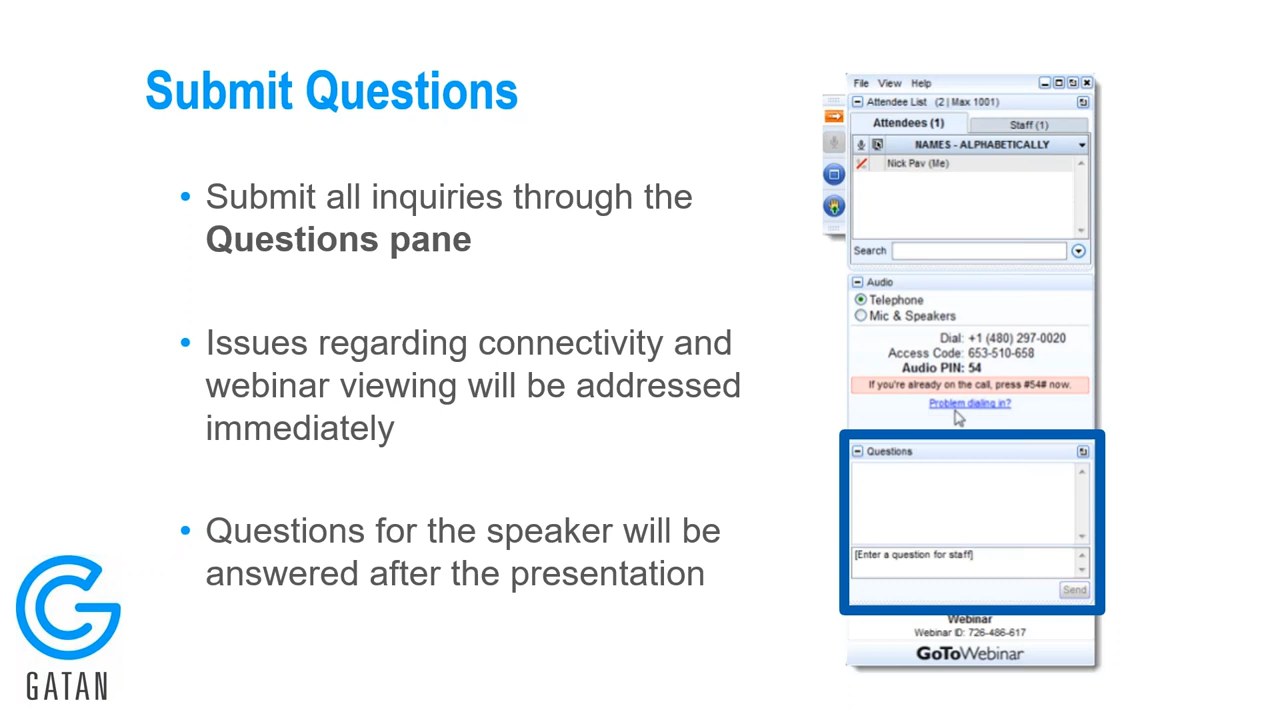 Submit Questions
• Submit all inquiries through the
Questions pane
• Issues regarding connectivity and
webinar viewing will be addressed
immediately
• Questions for the speaker will be
answered after the presentation
GATAN
File View Help
Attendee List (2 | Max 1001)
Attendees (1)
Staff (1)
NAMES - ALPHABETICALLY
Nick Pav (Me)
Search
Audio
Telephone
Mic & Speakers
Dial: +1 (480) 297-0020
Access Code: 653-510-658
Audio PIN: 54
If you're already on the call, press #54# now.
Problem dialing in?
Questions
[Enter a question for staff]
Send
Webinar
Webinar ID: 726-486-617
GoToWebinar